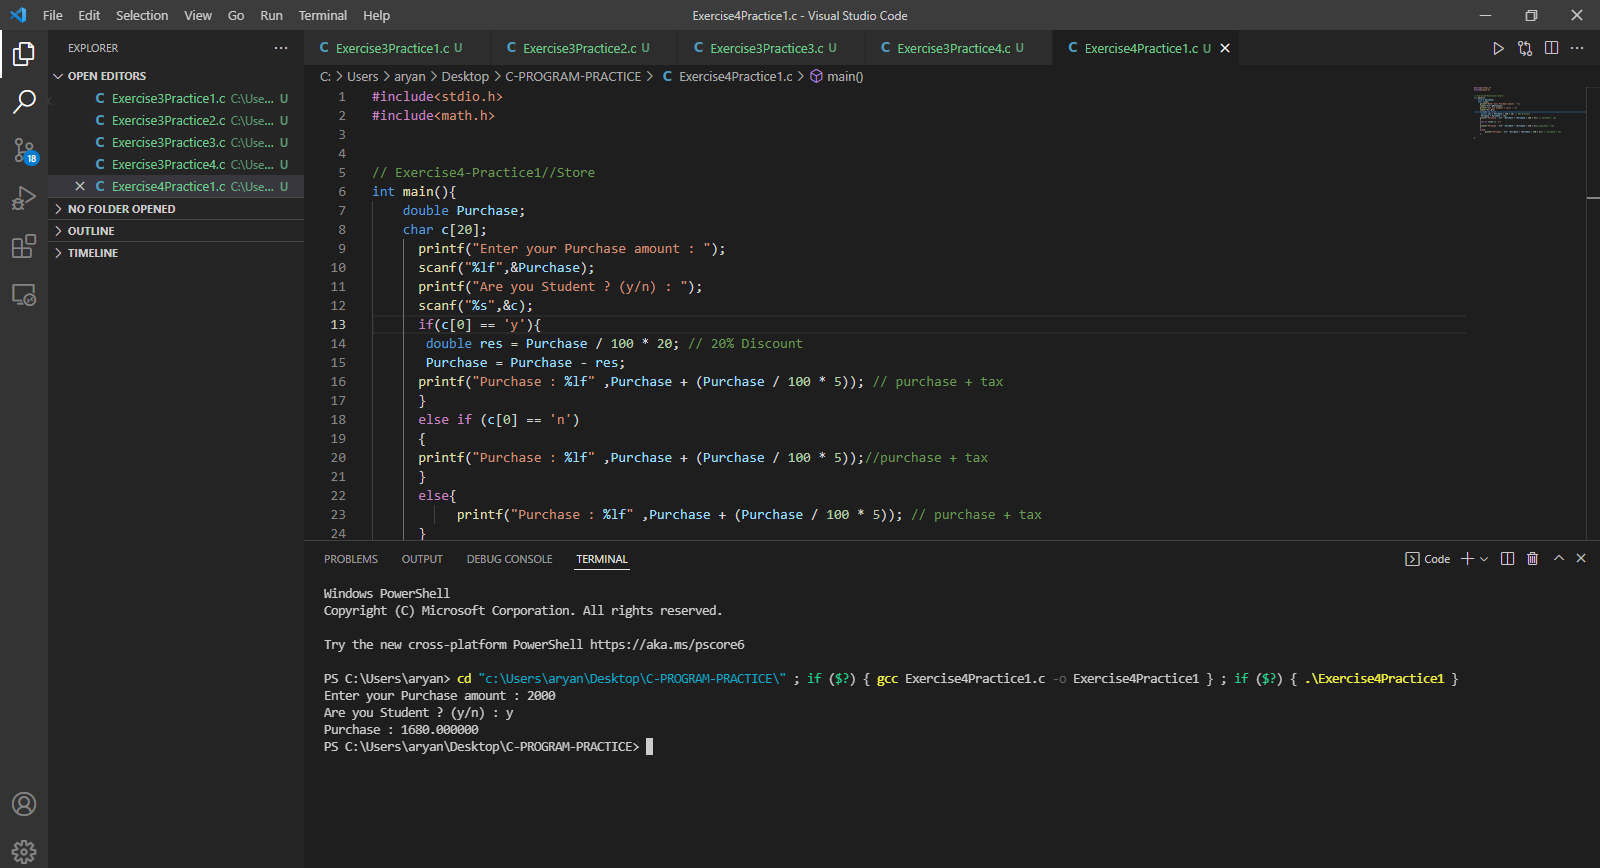 File Edit Selection View Go Run Terminal Help Exercise4Practice1.c - Visual Studio Code
EXPLORER
OPEN EDITORS
Exercise3Practice1.c C:\Use... U
Exercise3Practice2.c C:\Use... U
Exercise3Practice3.c C:\Use... U
Exercise3Practice4.c C:\Use... U
Exercise4Practice1.c C:\Use... U
NO FOLDER OPENED
OUTLINE
TIMELINE
18
C Exercise3Practice1.c U C Exercise3Practice2.c U C Exercise3Practice3.c U C Exercise3Practice4.c U C Exercise4Practice1.c U
C: > Users > aryan > Desktop > C-PROGRAM-PRACTICE > C Exercise4Practice1.c > main()
1 #include<stdio.h>
2 #include<math.h>
3
4
5 // Exercise4-Practice1//Store
6 int main(){
7 double Purchase;
8 char c[20];
9 printf("Enter your Purchase amount : ");
10 scanf("%lf",&Purchase);
11 printf("Are you Student ? (y/n) : ");
12 scanf("%s",&c);
13 if(c[0] == 'y'){
14 double res = Purchase / 100 * 20; // 20% Discount
15 Purchase = Purchase - res;
16 printf("Purchase : %lf" ,Purchase + (Purchase / 100 * 5)); // purchase + tax
17 }
18 else if (c[0] == 'n')
19 {
20 printf("Purchase : %lf" ,Purchase + (Purchase / 100 * 5));//purchase + tax
21 }
22 else{
23 printf("Purchase : %lf" ,Purchase + (Purchase / 100 * 5)); // purchase + tax
24 }
PROBLEMS OUTPUT DEBUG CONSOLE TERMINAL Code
Windows PowerShell
Copyright (C) Microsoft Corporation. All rights reserved.
Try the new cross-platform PowerShell https://aka.ms/pscore6
PS C:\Users\aryan> cd "c:\Users\aryan\Desktop\C-PROGRAM-PRACTICE\" ; if ($?) { gcc Exercise4Practice1.c -o Exercise4Practice1 } ; if ($?) { .\Exercise4Practice1 }
Enter your Purchase amount : 2000
Are you Student ? (y/n) : y
Purchase : 1680.000000
PS C:\Users\aryan\Desktop\C-PROGRAM-PRACTICE>